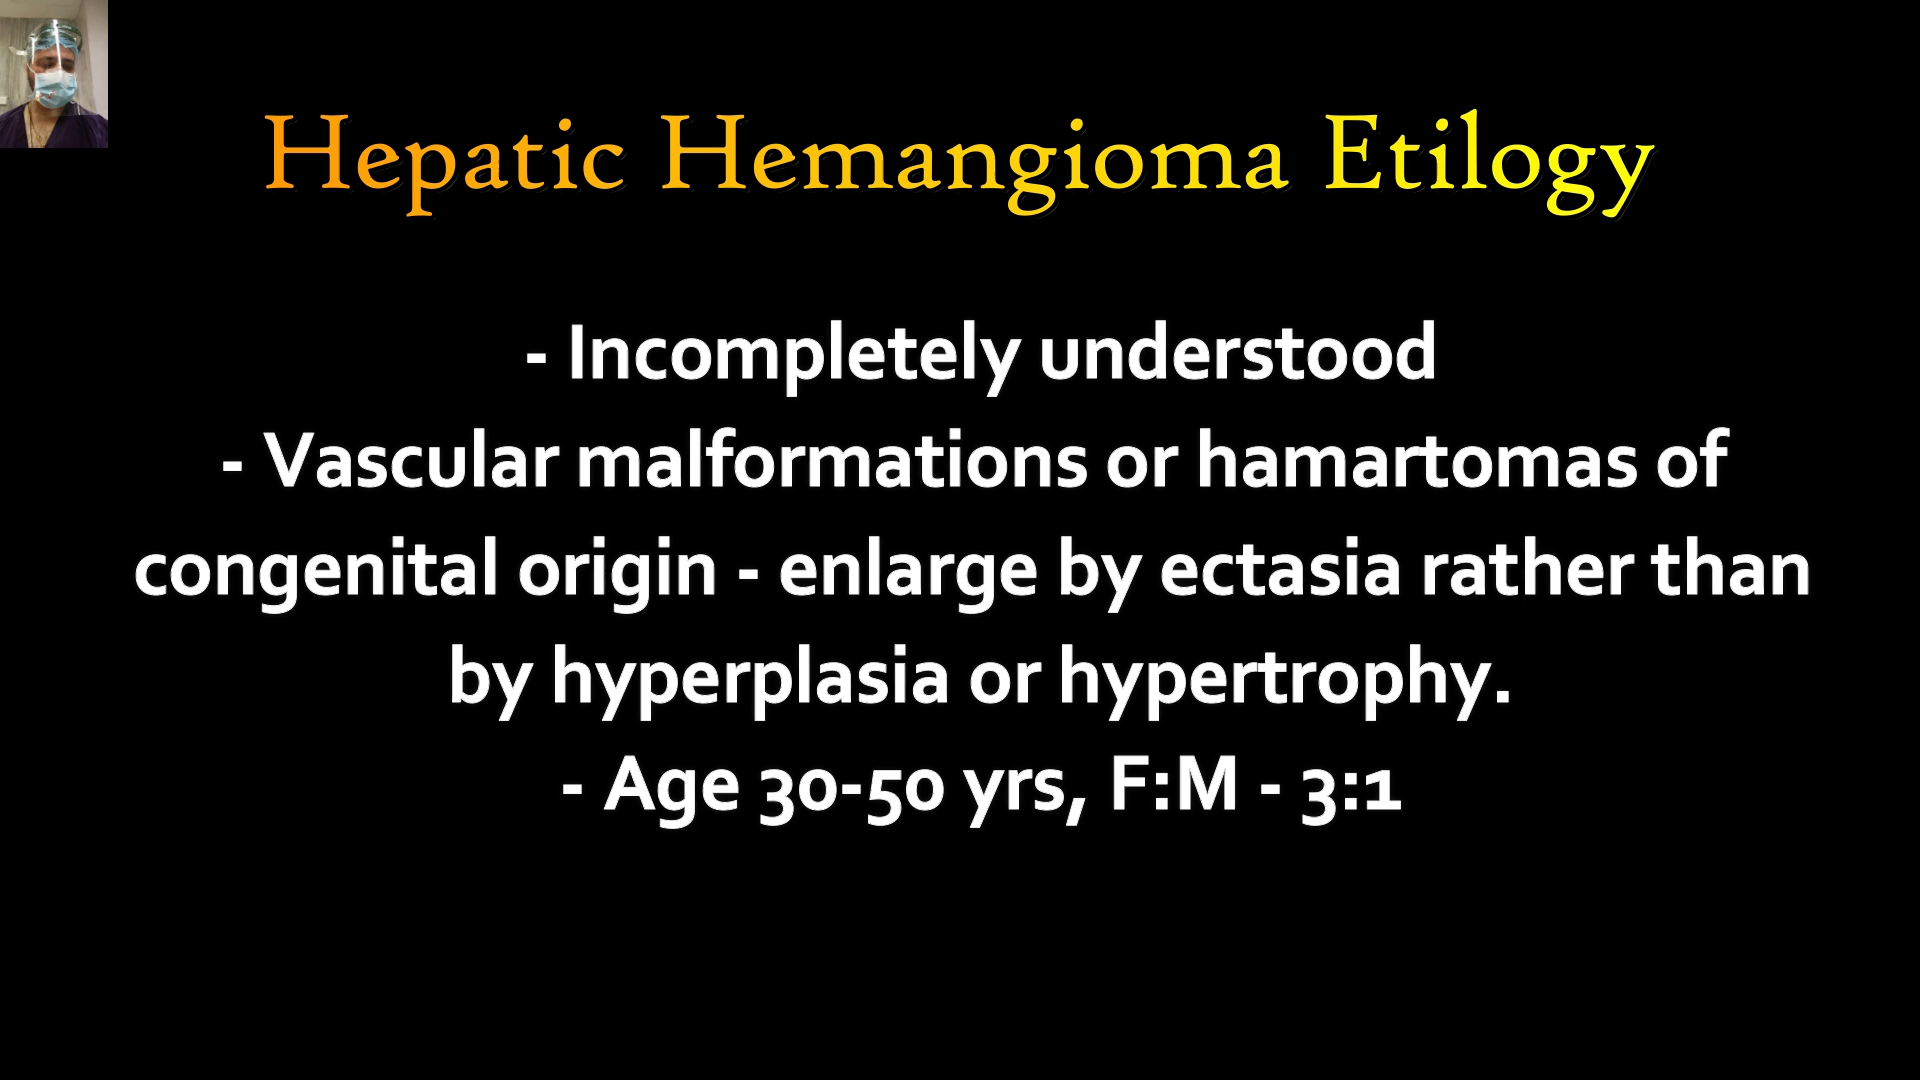 Hepatic Hemangioma Etilogy
- Incompletely understood
- Vascular malformations or hamartomas of
congenital origin - enlarge by ectasia rather than
by hyperplasia or hypertrophy.
- Age 30-50 yrs, F:M - 3:1